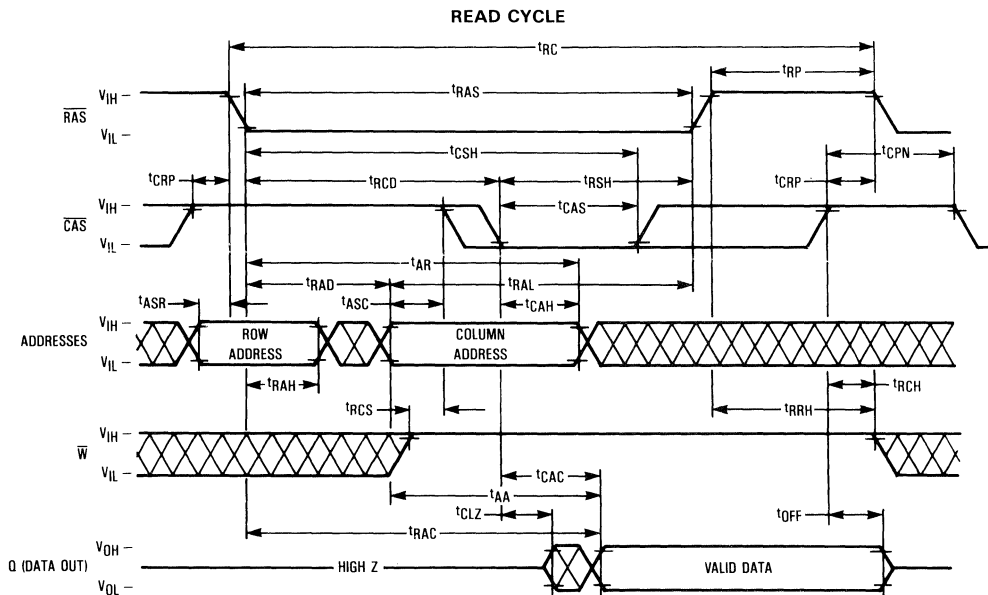 READ CYCLE
tRC
tRP
VIH –
tRAS
RAS
VIL –
tCSH
tCPN
tCRP
tRCD
tRSH
tCRP
VIH –
tCAS
CAS
VIL –
tAR
tRAD
tRAL
tASR
tASC
tCAH
VIH –
ADDRESSES
ROW
ADDRESS
COLUMN
ADDRESS
VIL –
tRAH
tRCH
tRCS
tRRH
VIH –
W
VIL –
tCAC
tAA
tCLZ
tOFF
tRAC
VOH –
Q (DATA OUT)
HIGH Z
VALID DATA
VOL –